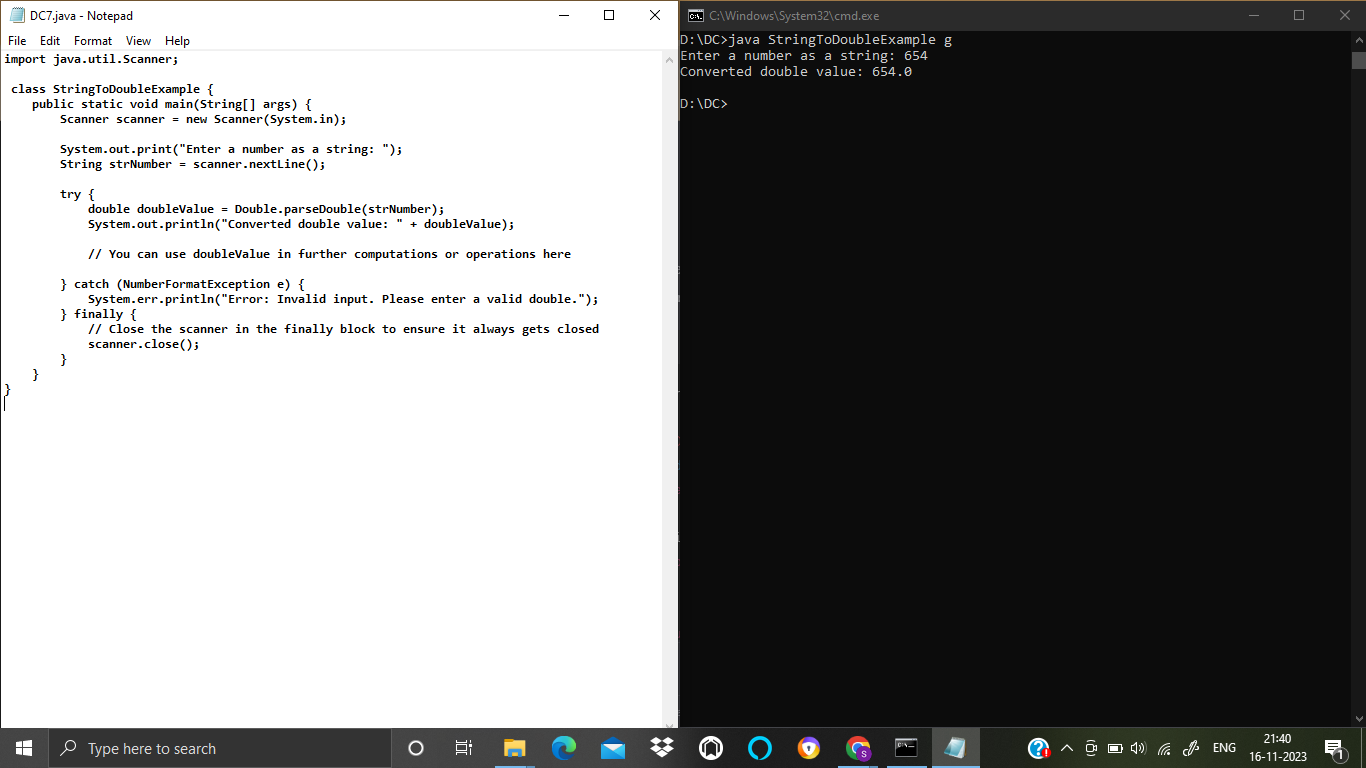 DC7.java - Notepad
File Edit Format View Help
import java.util.Scanner;
class StringToDoubleExample {
public static void main(String[] args) {
Scanner scanner = new Scanner(System.in);
System.out.print("Enter a number as a string: ");
String strNumber = scanner.nextLine();
try {
double doubleValue = Double.parseDouble(strNumber);
System.out.println("Converted double value: " + doubleValue);
// You can use doubleValue in further computations or operations here
} catch (NumberFormatException e) {
System.err.println("Error: Invalid input. Please enter a valid double.");
} finally {
// Close the scanner in the finally block to ensure it always gets closed
scanner.close();
}
}
}
C:\Windows\System32\cmd.exe
D:\DC>java StringToDoubleExample g
Enter a number as a string: 654
Converted double value: 654.0
D:\DC>
Type here to search
S
ENG
21:40
16-11-2023
1